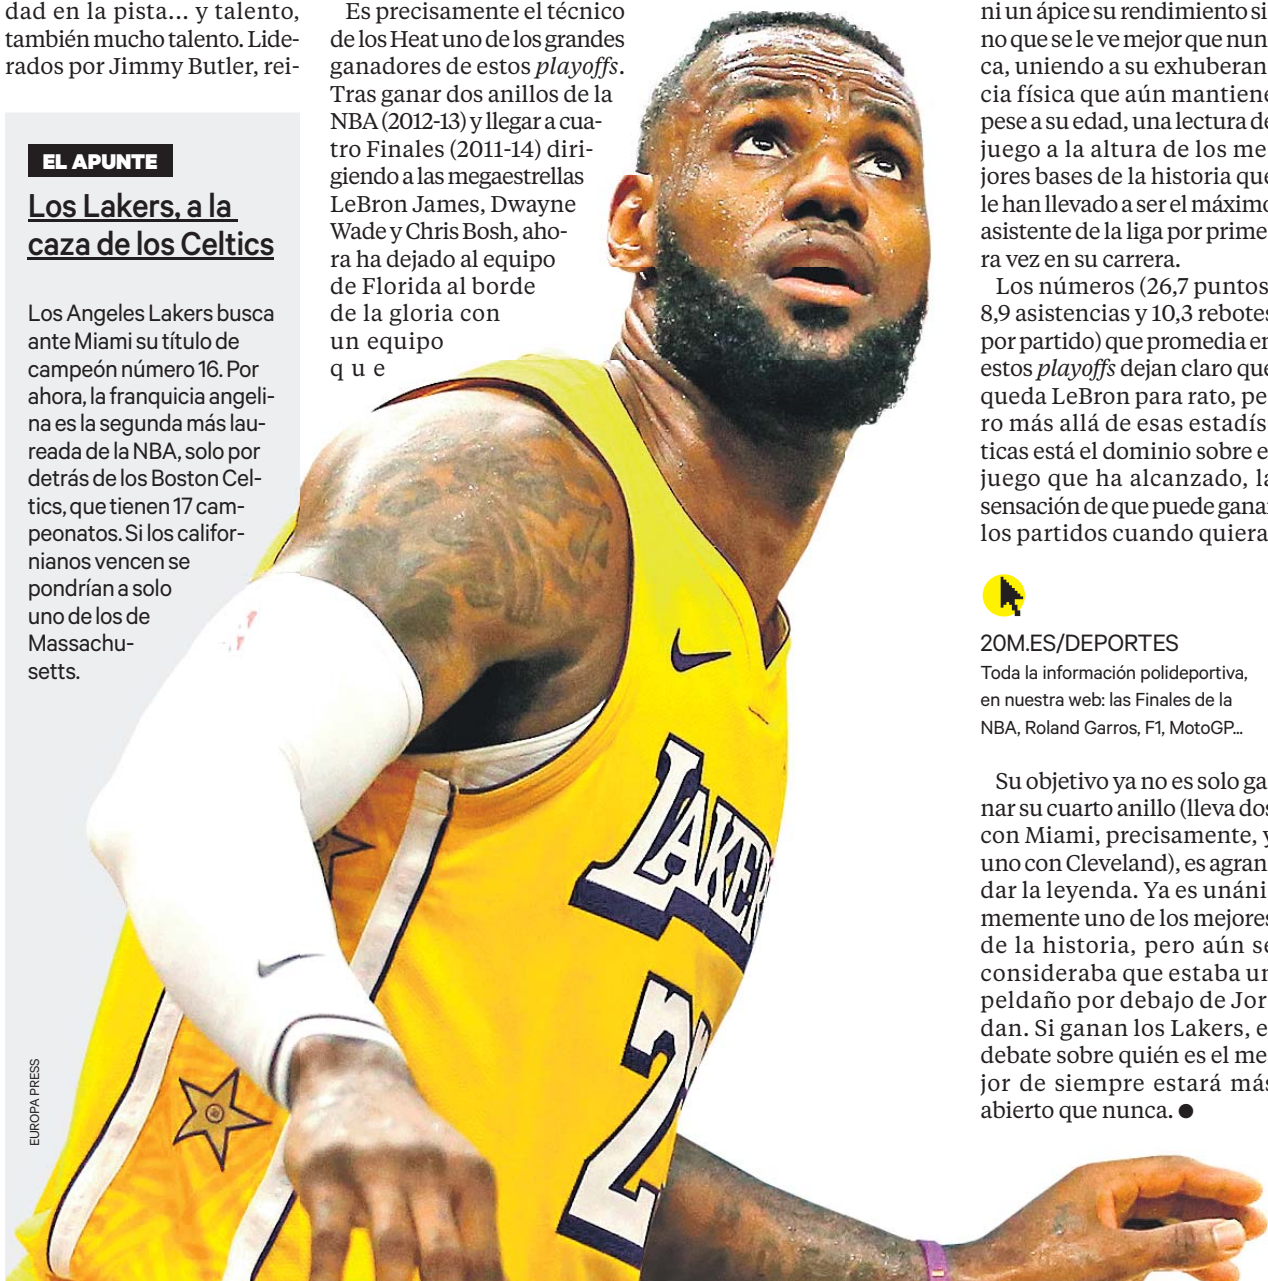 dad en la pista... y talento,
también mucho talento. Lide-
rados por Jimmy Butler, rei-
EL APUNTE
Los Lakers, a la
caza de los Celtics
Los Angeles Lakers busca
ante Miami su título de
campeón número 16. Por
ahora, la franquicia angeli-
na es la segunda más lau-
reada de la NBA, solo por
detrás de los Boston Cel-
tics, que tienen 17 cam-
peonatos. Si los califor-
nianos vencen se
pondrían a solo
uno de los de
Massachu-
setts.
EUROPA PRESS
Es precisamente el técnico
de los Heat uno de los grandes
ganadores de estos playoffs.
Tras ganar dos anillos de la
NBA (2012-13) y llegar a cua-
tro Finales (2011-14) diri-
giendo a las megaestrellas
LeBron James, Dwayne
Wade y Chris Bosh, aho-
ra ha dejado al equipo
de Florida al borde
de la gloria con
un equipo
que
LAKERS
2
ni un ápice su rendimiento si
no que se le ve mejor que nun
ca, uniendo a su exhuberan
cia física que aún mantiene
pese a su edad, una lectura de
juego a la altura de los me
jores bases de la historia que
le han llevado a ser el máximo
asistente de la liga por prime
ra vez en su carrera.
Los números (26,7 puntos,
8,9 asistencias y 10,3 rebotes
por partido) que promedia en
estos playoffs dejan claro que
queda LeBron para rato, pe
ro más allá de esas estadís
ticas está el dominio sobre e
juego que ha alcanzado, la
sensación de que puede ganar
los partidos cuando quiera.
20M.ES/DEPORTES
Toda la información polideportiva,
en nuestra web: las Finales de la
NBA, Roland Garros, F1, MotoGP...
Su objetivo ya no es solo ga
nar su cuarto anillo (lleva dos
con Miami, precisamente, y
uno con Cleveland), es agran
dar la leyenda. Ya es unáni
memente uno de los mejores
de la historia, pero aún se
consideraba que estaba un
peldaño por debajo de Jor
dan. Si ganan los Lakers, e
debate sobre quién es el me
jor de siempre estará más
abierto que nunca. ●